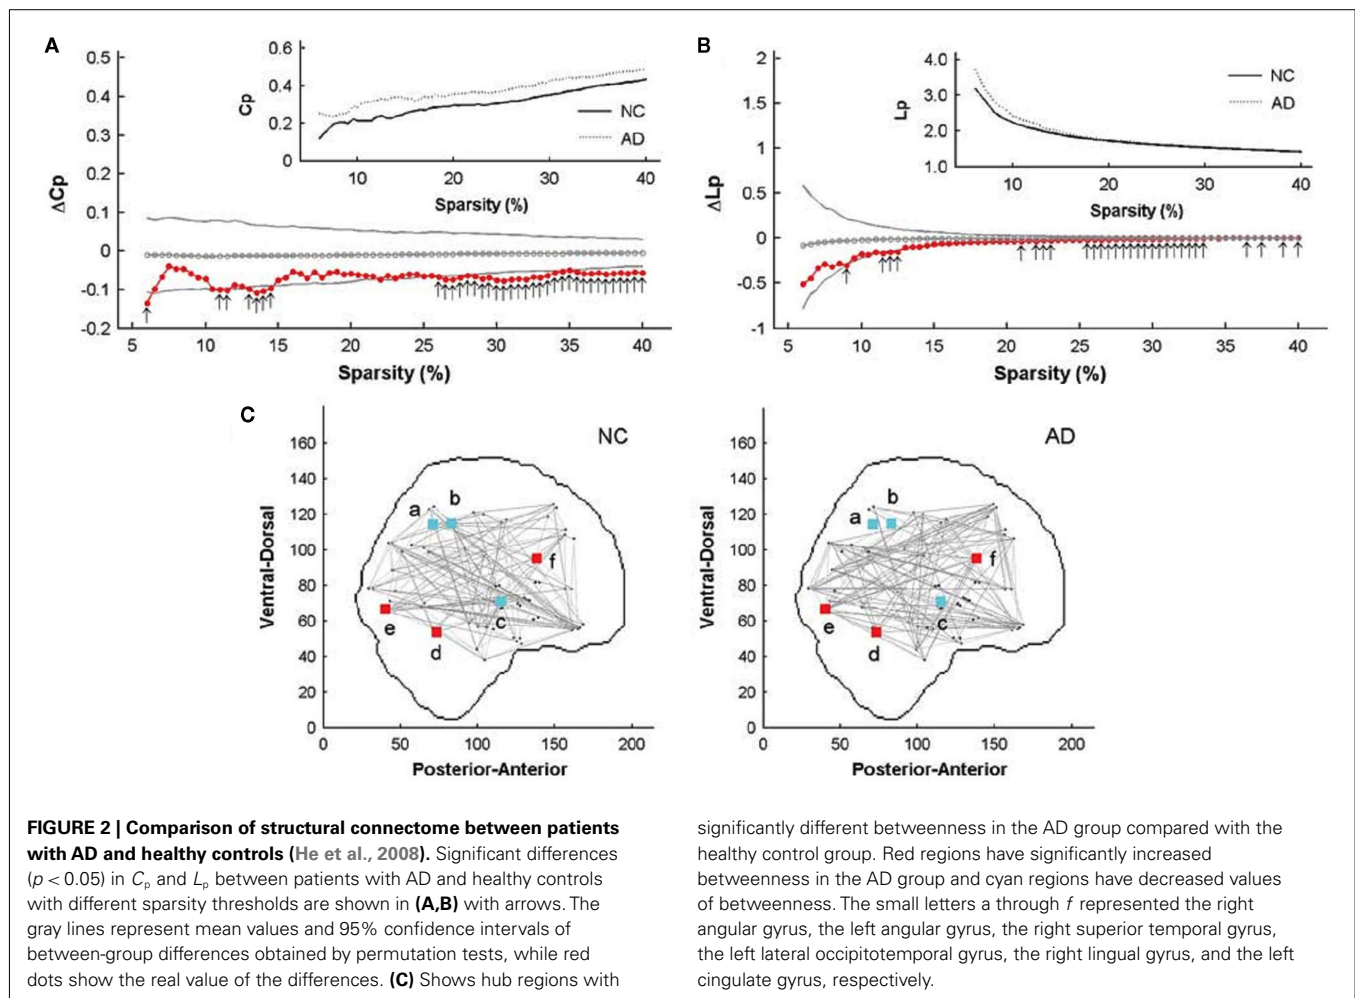 A
0.5
0.4
0.3
0.2
0.1
0
-0.1
-0.2
ΔCp
5
10
15
20
25
30
35
40
Sparsity (%)
0.6
0.4
0.2
0
Cp
NC
AD
10
20
30
40
Sparsity (%)
B
2
1.5
1
0.5
0
-0.5
-1
ΔLp
5
10
15
20
25
30
35
40
Sparsity (%)
4.0
3.0
2.0
1.0
Lp
NC
AD
10
20
30
40
Sparsity (%)
C
NC
160
140
120
100
80
60
40
20
0
Ventral-Dorsal
a
b
f
c
e
d
0
50
100
150
200
Posterior-Anterior
AD
160
140
120
100
80
60
40
20
0
Ventral-Dorsal
a
b
f
c
e
d
0
50
100
150
200
Posterior-Anterior
FIGURE 2 | Comparison of structural connectome between patients
with AD and healthy controls (He et al., 2008). Significant differences
(p < 0.05) in Cp and Lp between patients with AD and healthy controls
with different sparsity thresholds are shown in (A,B) with arrows. The
gray lines represent mean values and 95% confidence intervals of
between-group differences obtained by permutation tests, while red
dots show the real value of the differences. (C) Shows hub regions with
significantly different betweenness in the AD group compared with the
healthy control group. Red regions have significantly increased
betweenness in the AD group and cyan regions have decreased values
of betweenness. The small letters a through f represented the right
angular gyrus, the left angular gyrus, the right superior temporal gyrus,
the left lateral occipitotemporal gyrus, the right lingual gyrus, and the left
cingulate gyrus, respectively.